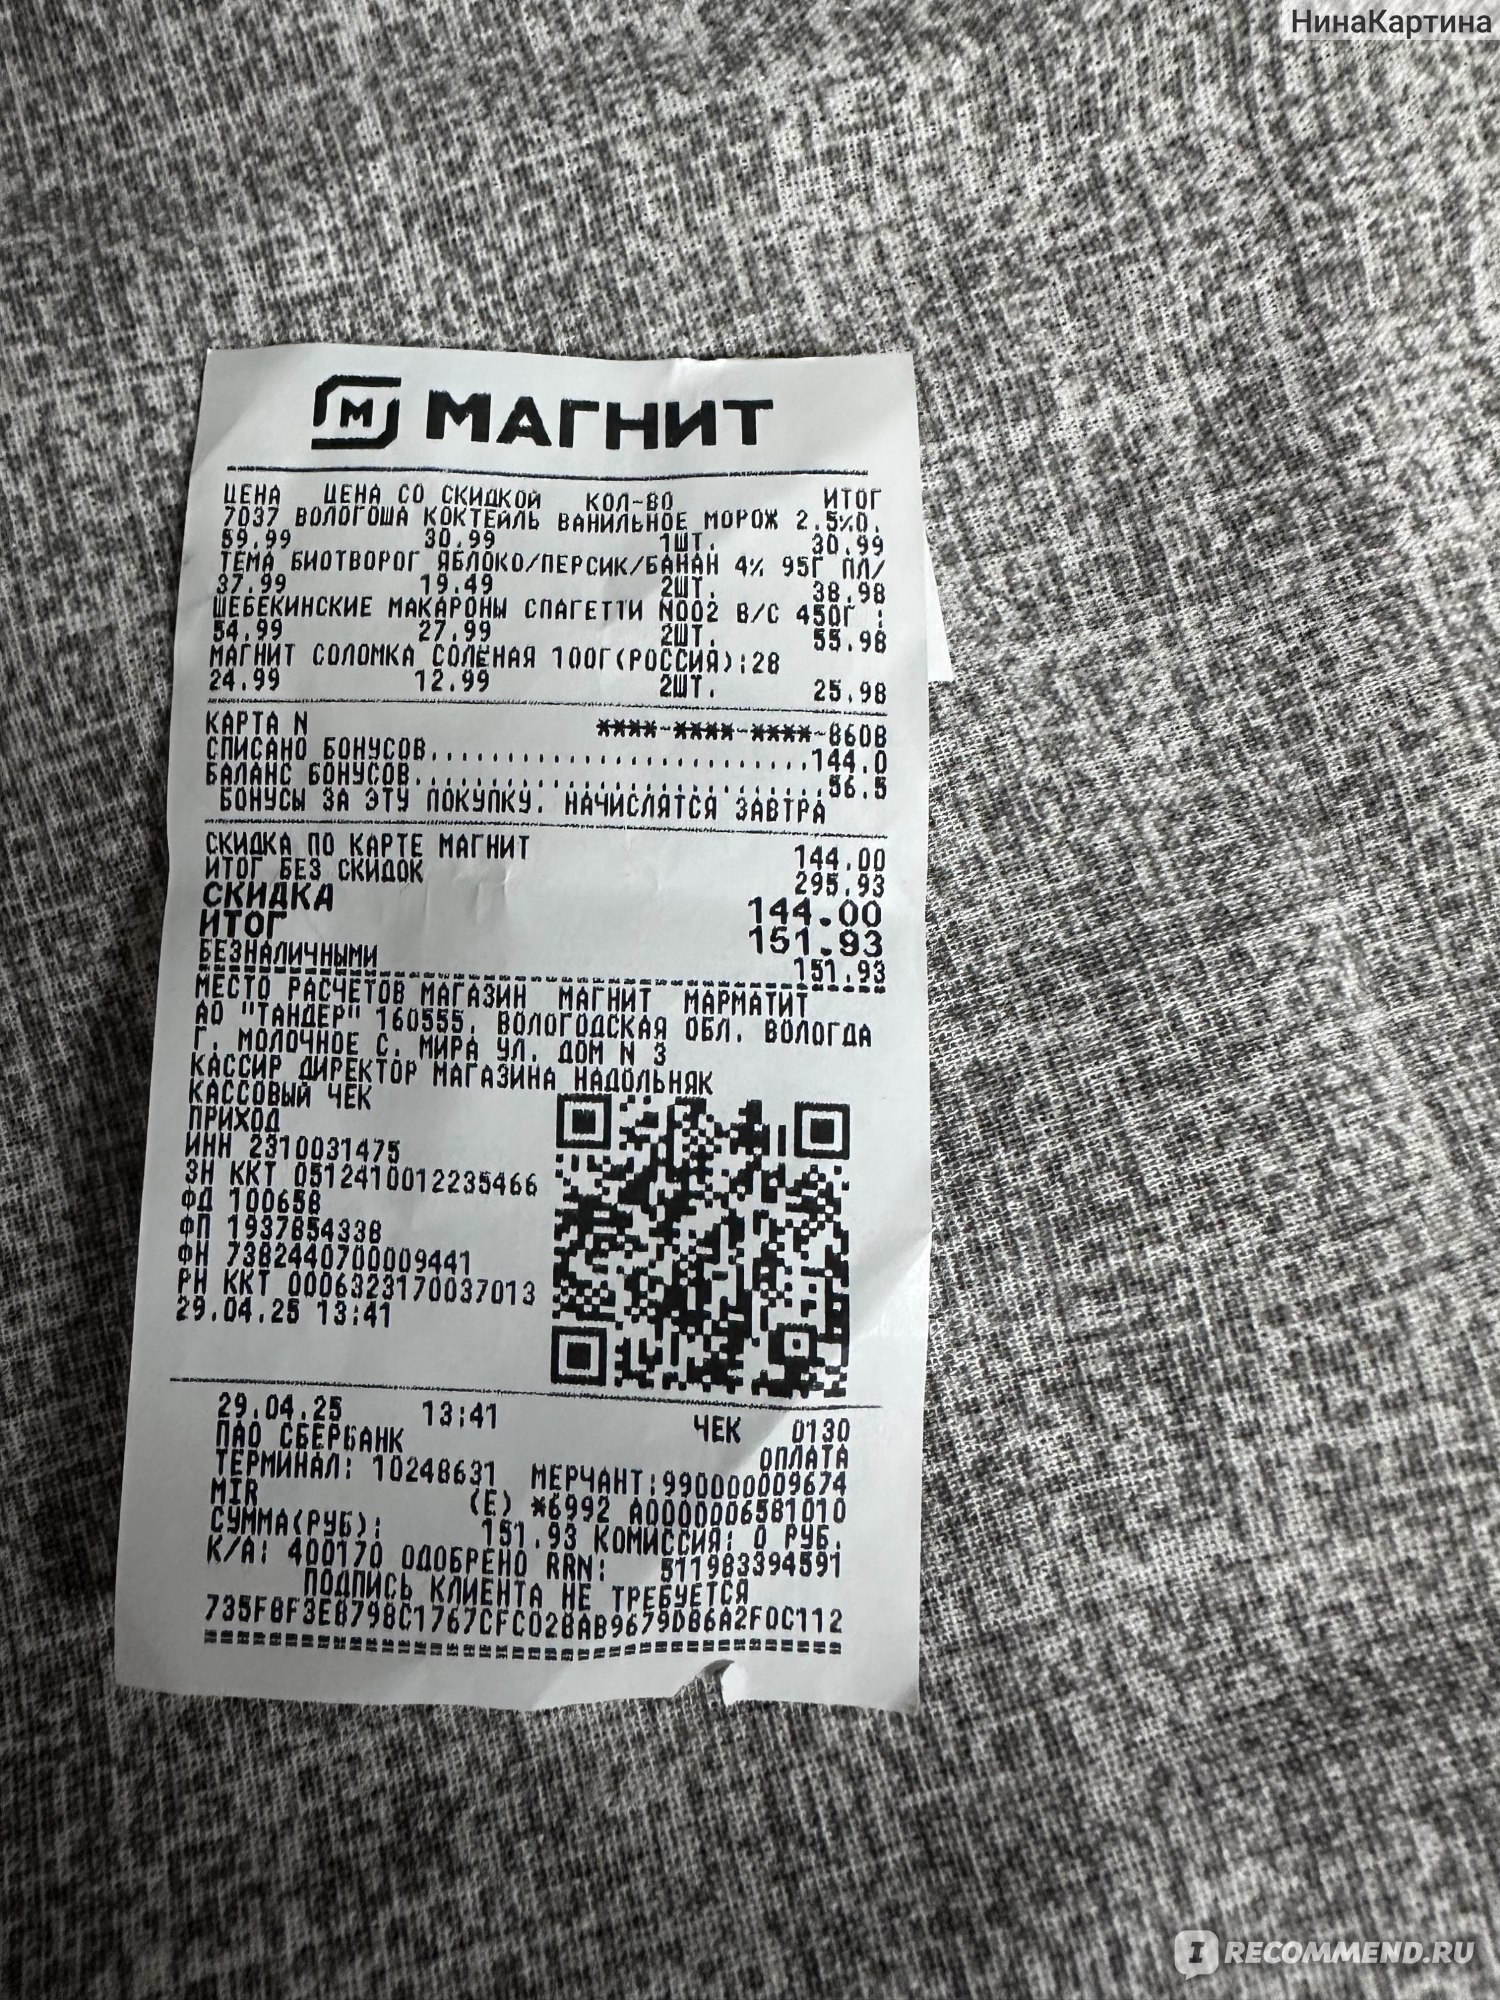 НинаКартина
М МАГНИТ
ЦЕНА ЦЕНА СО СКИДКОЙ КОЛ-ВО ИТОГ
7037 ВОЛОГОША КОКТЕЙЛЬ ВАНИЛЬНОЕ МОРОЖ 2.5%0.
59.99 30.99 1ШТ. 30.99
ТЕМА БИОТВОРОГ ЯБЛОКО/ПЕРСИК/БАНАН 4% 95Г ПЛ/
37.99 19.49 2ШТ. 38.98
ШЕБЕКИНСКИЕ МАКАРОНЫ СПАГЕТТИ N002 В/С 450Г :
54.99 27.99 2ШТ. 55.98
МАГНИТ СОЛОМКА СОЛЁНАЯ 100Г(РОССИЯ):28
24.99 12.99 2ШТ. 25.98
КАРТА N ****-****-****-8608
СПИСАНО БОНУСОВ........................144.0
БАЛАНС БОНУСОВ.........................56.5
БОНУСЫ ЗА ЭТУ ПОКУПКУ. НАЧИСЛЯТСЯ ЗАВТРА
СКИДКА ПО КАРТЕ МАГНИТ 144.00
ИТОГ БЕЗ СКИДОК 295.93
СКИДКА 144.00
ИТОГ 151.93
БЕЗНАЛИЧНЫМИ 151.93
МЕСТО РАСЧЕТОВ МАГАЗИН МАГНИТ МАРМАТИТ
АО "ТАНДЕР" 160555, ВОЛОГОДСКАЯ ОБЛ. ВОЛОГДА
Г. МОЛОЧНОЕ С. МИРА УЛ. ДОМ N 3
КАССИР ДИРЕКТОР МАГАЗИНА НАДОЛЬНЯК
КАССОВЫЙ ЧЕК
ПРИХОД
ИНН 2310031475
ЗН ККТ 0512410012235466
ФД 100658
ФП 1937854338
ФН 7382440700009441
РН ККТ 0006323170037013
29.04.25 13:41
29.04.25 13:41 ЧЕК 0130
ПАО СБЕРБАНК ОПЛАТА
ТЕРМИНАЛ: 10248631 МЕРЧАНТ:990000009674
MIR (E) *6992 A0000006581010
СУММА(РУБ): 151.93 КОМИССИЯ: 0 РУБ.
К/А: 400170 ОДОБРЕНО RRN: 511983394591
ПОДПИСЬ КЛИЕНТА НЕ ТРЕБУЕТСЯ
735F8F3EB798C1767CFC028AB9679D86A2F0C112
IRECOMMEND.RU